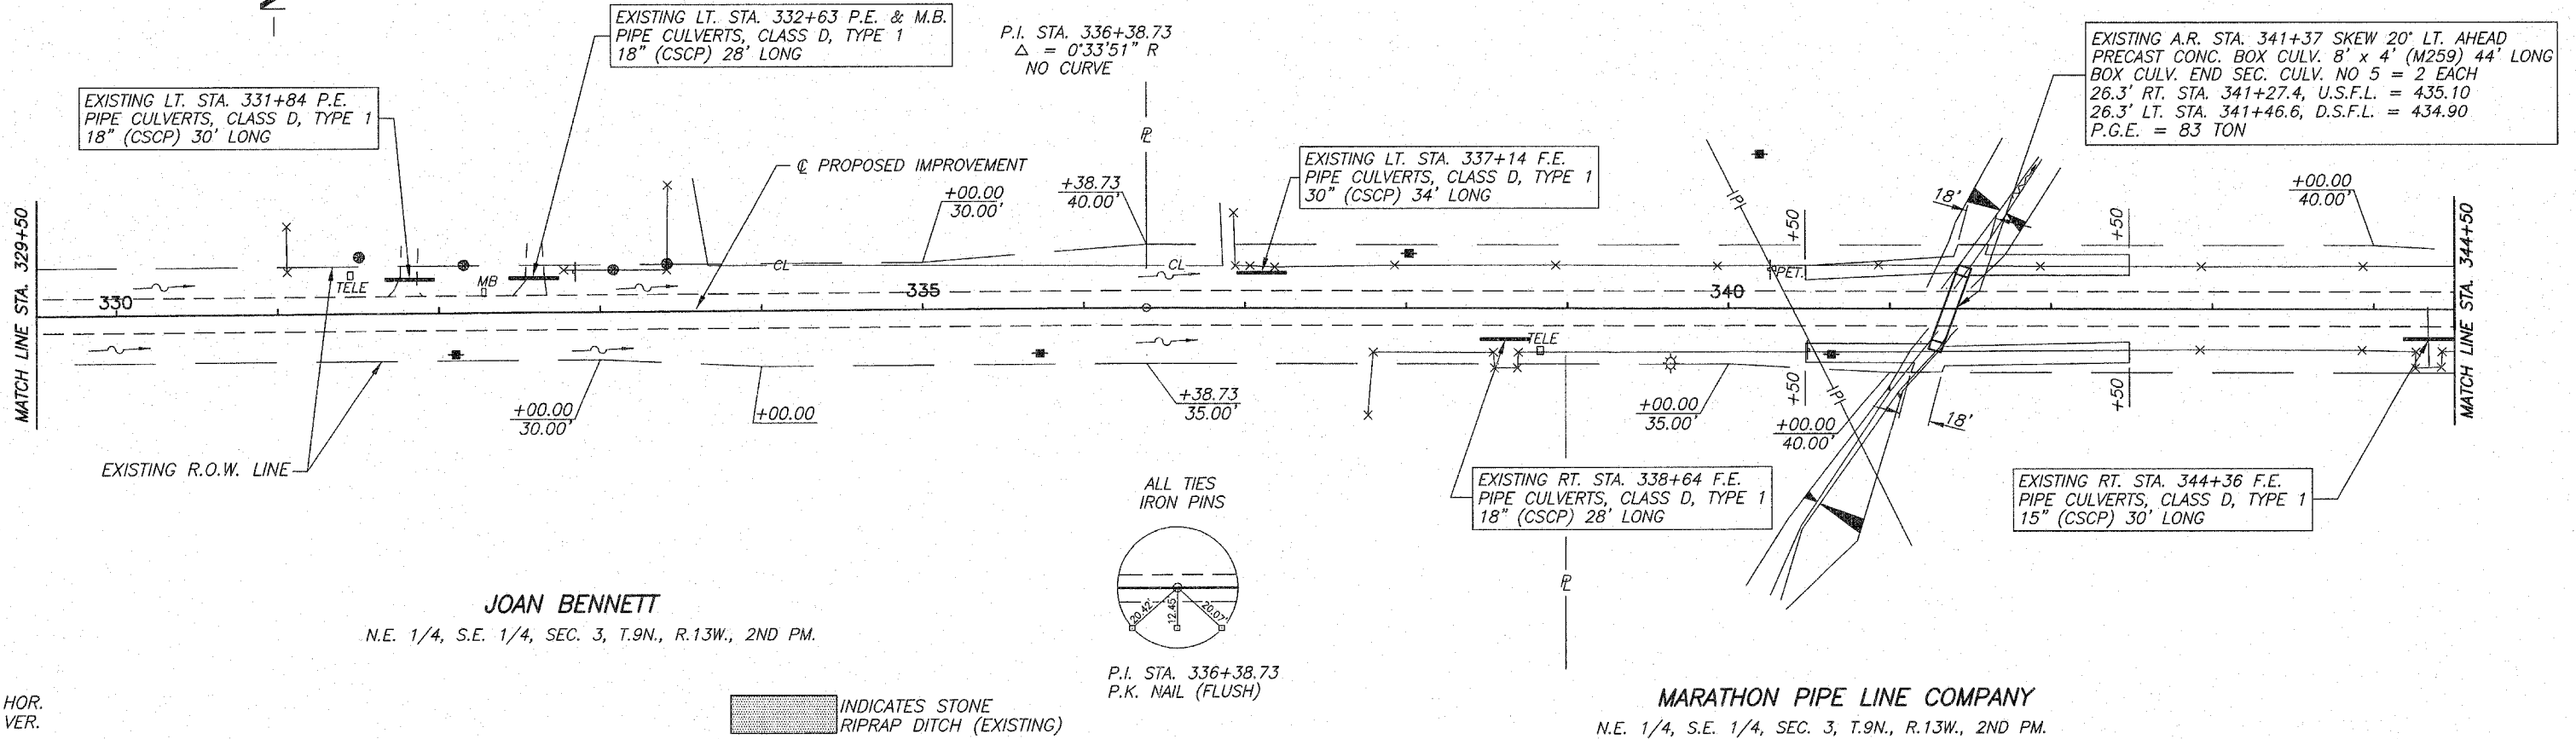 EXISTING LT. STA. 332+63 P.E. & M.B.
PIPE CULVERTS, CLASS D, TYPE 1
18" (CSCP) 28' LONG
P.I. STA. 336+38.73
Δ = 0°33'51" R
NO CURVE
EXISTING A.R. STA. 341+37 SKEW 20° LT. AHEAD
PRECAST CONC. BOX CULV. 8' x 4' (M259) 44' LONG
BOX CULV. END SEC. CULV. NO 5 = 2 EACH
26.3' RT. STA. 341+27.4, U.S.F.L. = 435.10
26.3' LT. STA. 341+46.6, D.S.F.L. = 434.90
P.G.E. = 83 TON
EXISTING LT. STA. 331+84 P.E.
PIPE CULVERTS, CLASS D, TYPE 1
18" (CSCP) 30' LONG
℄ PROPOSED IMPROVEMENT
+00.00
30.00'
+38.73
40.00'
PL
EXISTING LT. STA. 337+14 F.E.
PIPE CULVERTS, CLASS D, TYPE 1
30" (CSCP) 34' LONG
IPI
18'
+00.00
40.00'
+50
+50
MATCH LINE STA. 329+50
TELE
MB
CL
CL
PET.
330
335
340
MATCH LINE STA. 344+50
TELE
+00.00
30.00'
+00.00
+38.73
35.00'
+00.00
35.00'
+50
+00.00
40.00'
IPI
18'
+50
EXISTING R.O.W. LINE
ALL TIES
IRON PINS
EXISTING RT. STA. 338+64 F.E.
PIPE CULVERTS, CLASS D, TYPE 1
18" (CSCP) 28' LONG
EXISTING RT. STA. 344+36 F.E.
PIPE CULVERTS, CLASS D, TYPE 1
15" (CSCP) 30' LONG
PL
20.42'
12.45'
20.07'
JOAN BENNETT
N.E. 1/4, S.E. 1/4, SEC. 3, T.9N., R.13W., 2ND PM.
P.I. STA. 336+38.73
P.K. NAIL (FLUSH)
HOR.
VER.
INDICATES STONE
RIPRAP DITCH (EXISTING)
MARATHON PIPE LINE COMPANY
N.E. 1/4, S.E. 1/4, SEC. 3, T.9N., R.13W., 2ND PM.